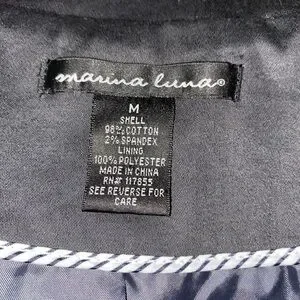 marina luna®
M
SHELL
98% COTTON
2% SPANDEX
LINING
100% POLYESTER
MADE IN CHINA
RN# 117855
SEE REVERSE FOR
CARE